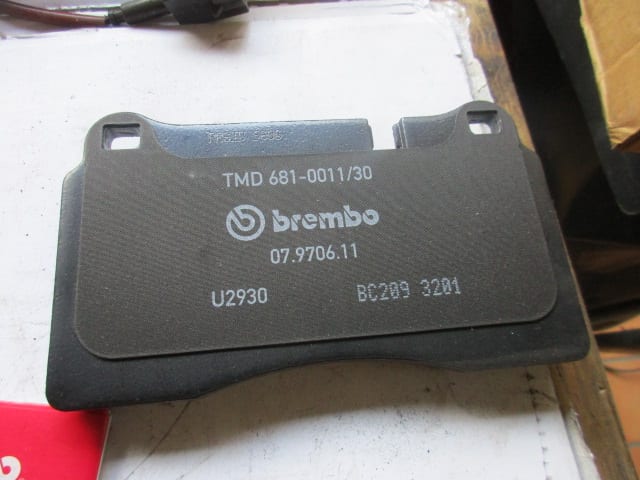 TMD 681-0011/30
brembo
07.9706.11
U2930 BC209 3201